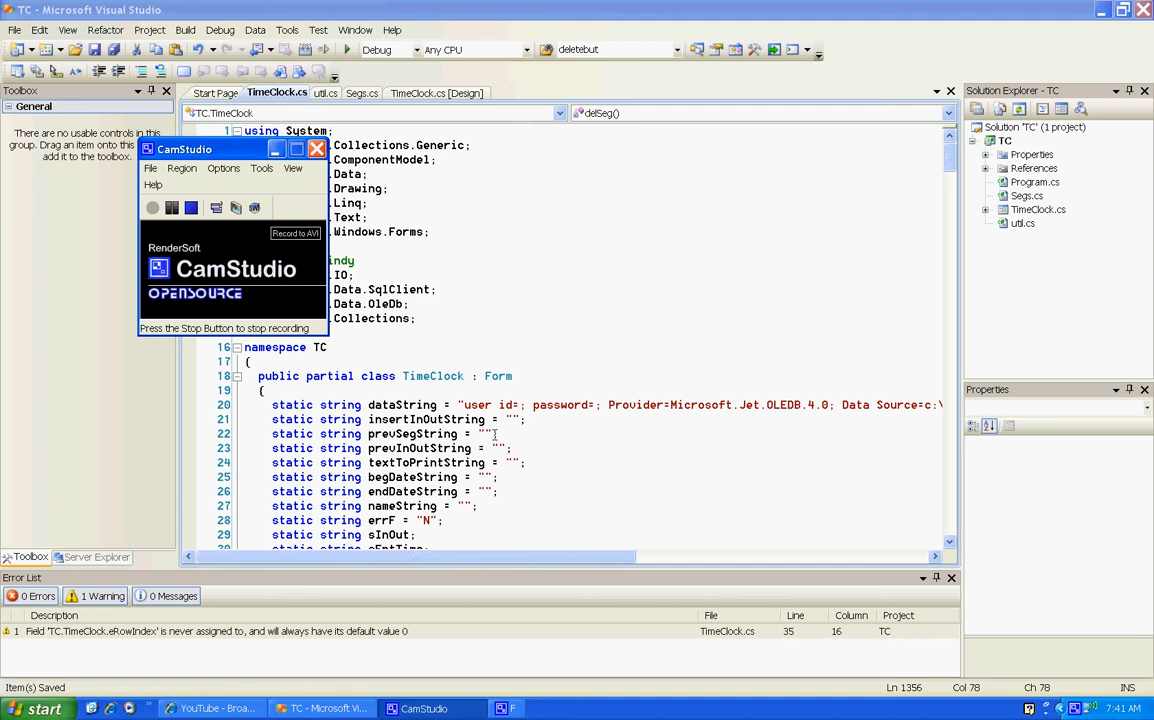 TC - Microsoft Visual Studio
File Edit View Refactor Project Build Debug Data Tools Test Window Help
Debug Any CPU deletebut
Toolbox
General
There are no usable controls in this
group. Drag an item onto this text to
add it to the toolbox.
Start Page TimeClock.cs util.cs Segs.cs TimeClock.cs [Design]
TC.TimeClock delSeg()
1 using System;
.Collections.Generic;
.ComponentModel;
.Data;
.Drawing;
.Linq;
.Text;
.Windows.Forms;
indy
.IO;
.Data.SqlClient;
.Data.OleDb;
.Collections;
CamStudio
File Region Options Tools View
Help
Record to AVI
RenderSoft
CamStudio
OPENSOURCE
Press the Stop Button to stop recording
16 namespace TC
17 {
18 public partial class TimeClock : Form
19 {
20 static string dataString = "user id=; password=; Provider=Microsoft.Jet.OLEDB.4.0; Data Source=c:\
21 static string insertInOutString = "";
22 static string prevSegString = "";
23 static string prevInOutString = "";
24 static string textToPrintString = "";
25 static string begDateString = "";
26 static string endDateString = "";
27 static string nameString = "";
28 static string errF = "N";
29 static string sInOut;
Toolbox Server Explorer
Solution Explorer - TC
Solution 'TC' (1 project)
TC
Properties
References
Program.cs
Segs.cs
TimeClock.cs
util.cs
Properties
Error List
0 Errors 1 Warning 0 Messages
Description File Line Column Project
1 Field 'TC.TimeClock.eRowIndex' is never assigned to, and will always have its default value 0 TimeClock.cs 35 16 TC
Item(s) Saved Ln 1356 Col 78 Ch 78 INS
start YouTube - Broa... TC - Microsoft Vi... CamStudio F 7:41 AM